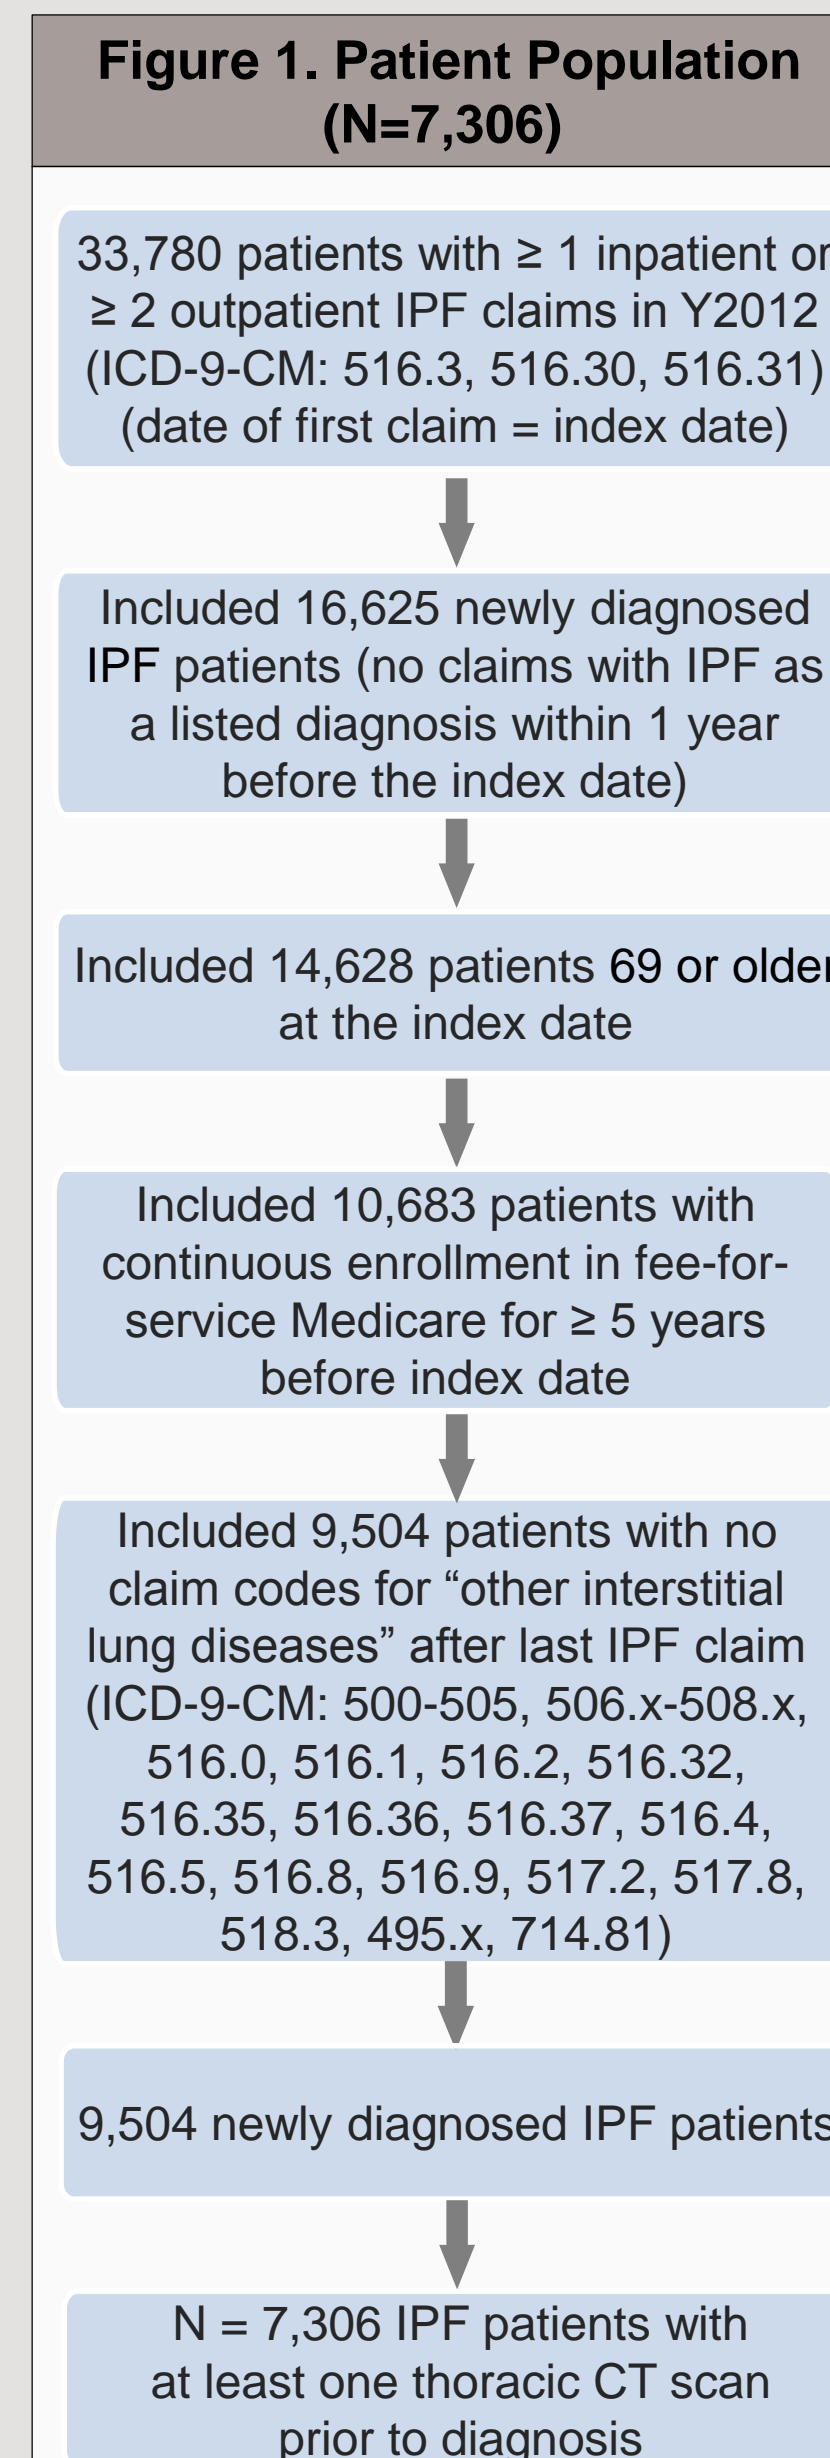 Figure 1. Patient Population
(N=7,306)
33,780 patients with ≥ 1 inpatient or
≥ 2 outpatient IPF claims in Y2012
(ICD-9-CM: 516.3, 516.30, 516.31)
(date of first claim = index date)
Included 16,625 newly diagnosed
IPF patients (no claims with IPF as
a listed diagnosis within 1 year
before the index date)
Included 14,628 patients 69 or older
at the index date
Included 10,683 patients with
continuous enrollment in fee-for-
service Medicare for ≥ 5 years
before index date
Included 9,504 patients with no
claim codes for “other interstitial
lung diseases” after last IPF claim
(ICD-9-CM: 500-505, 506.x-508.x,
516.0, 516.1, 516.2, 516.32,
516.35, 516.36, 516.37, 516.4,
516.5, 516.8, 516.9, 517.2, 517.8,
518.3, 495.x, 714.81)
9,504 newly diagnosed IPF patients
N = 7,306 IPF patients with
at least one thoracic CT scan
prior to diagnosis